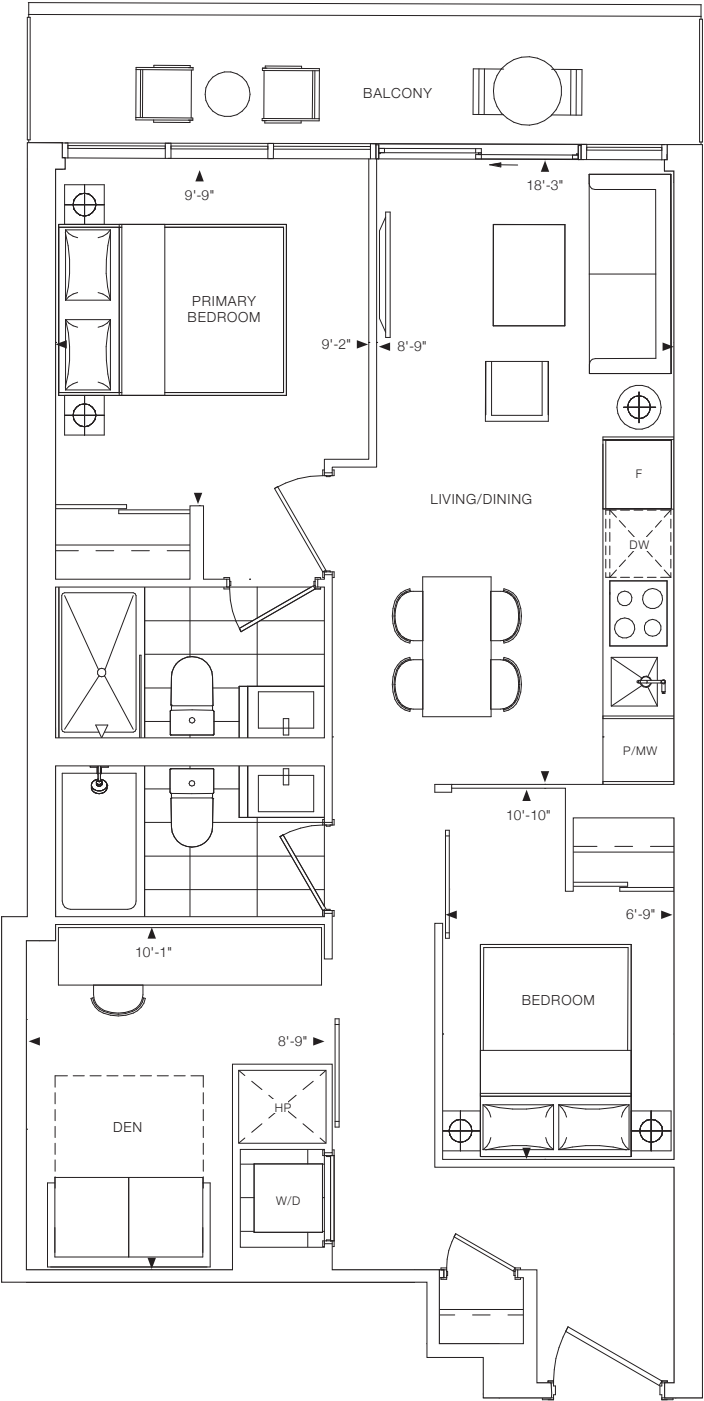 BALCONY
9'-9"
18'-3"
PRIMARY
BEDROOM
9'-2"
8'-9"
F
LIVING/DINING
DW
P/MW
10'-10"
6'-9"
10'-1"
BEDROOM
8'-9"
HP
DEN
W/D